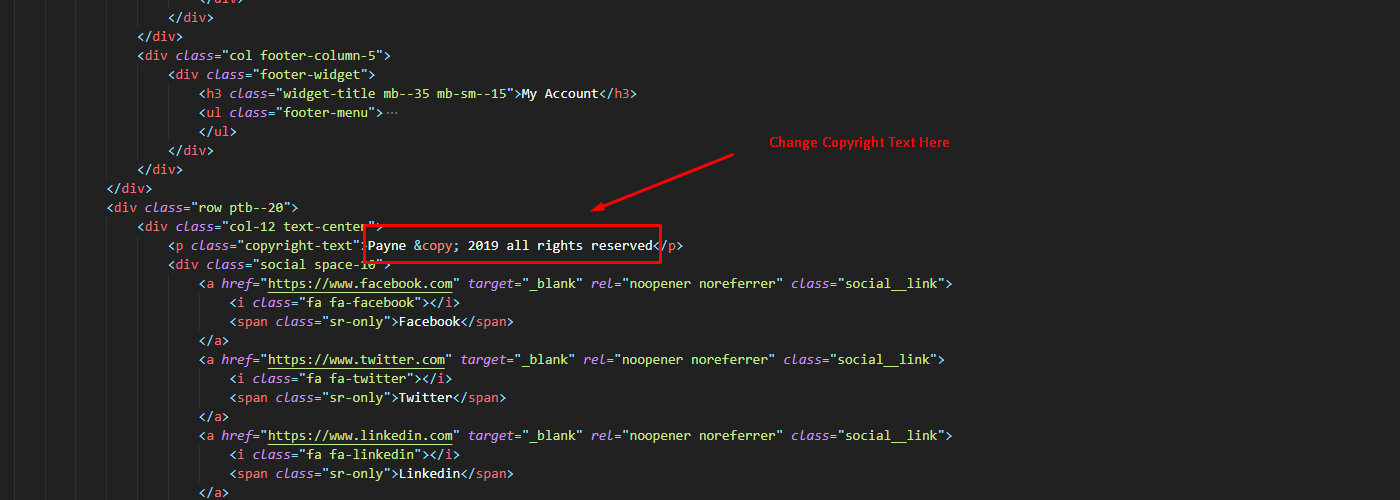 </div>
</div>
<div class="col footer-column-5">
<div class="footer-widget">
<h3 class="widget-title mb--35 mb-sm--15">My Account</h3>
<ul class="footer-menu">…
</ul>
Change Copyright Text Here
</div>
</div>
</div>
<div class="row ptb--20">
<div class="col-12 text-center">
<p class="copyright-text">Payne &copy; 2019 all rights reserved</p>
<div class="social space-10">
<a href="https://www.facebook.com" target="_blank" rel="noopener noreferrer" class="social__link">
<i class="fa fa-facebook"></i>
<span class="sr-only">Facebook</span>
</a>
<a href="https://www.twitter.com" target="_blank" rel="noopener noreferrer" class="social__link">
<i class="fa fa-twitter"></i>
<span class="sr-only">Twitter</span>
</a>
<a href="https://www.linkedin.com" target="_blank" rel="noopener noreferrer" class="social__link">
<i class="fa fa-linkedin"></i>
<span class="sr-only">Linkedin</span>
</a>